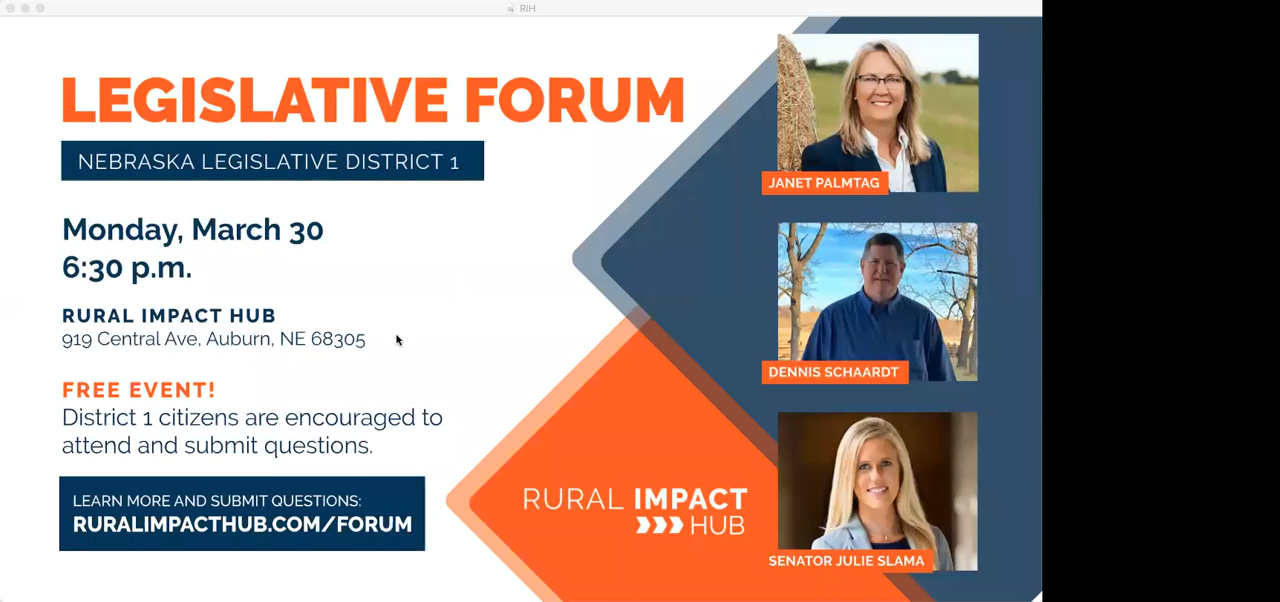 RIH
LEGISLATIVE FORUM
NEBRASKA LEGISLATIVE DISTRICT 1
Monday, March 30
6:30 p.m.
RURAL IMPACT HUB
919 Central Ave, Auburn, NE 68305
FREE EVENT!
District 1 citizens are encouraged to
attend and submit questions.
LEARN MORE AND SUBMIT QUESTIONS:
RURALIMPACTHUB.COM/FORUM
RURAL IMPACT
HUB
JANET PALMTAG
DENNIS SCHAARDT
SENATOR JULIE SLAMA